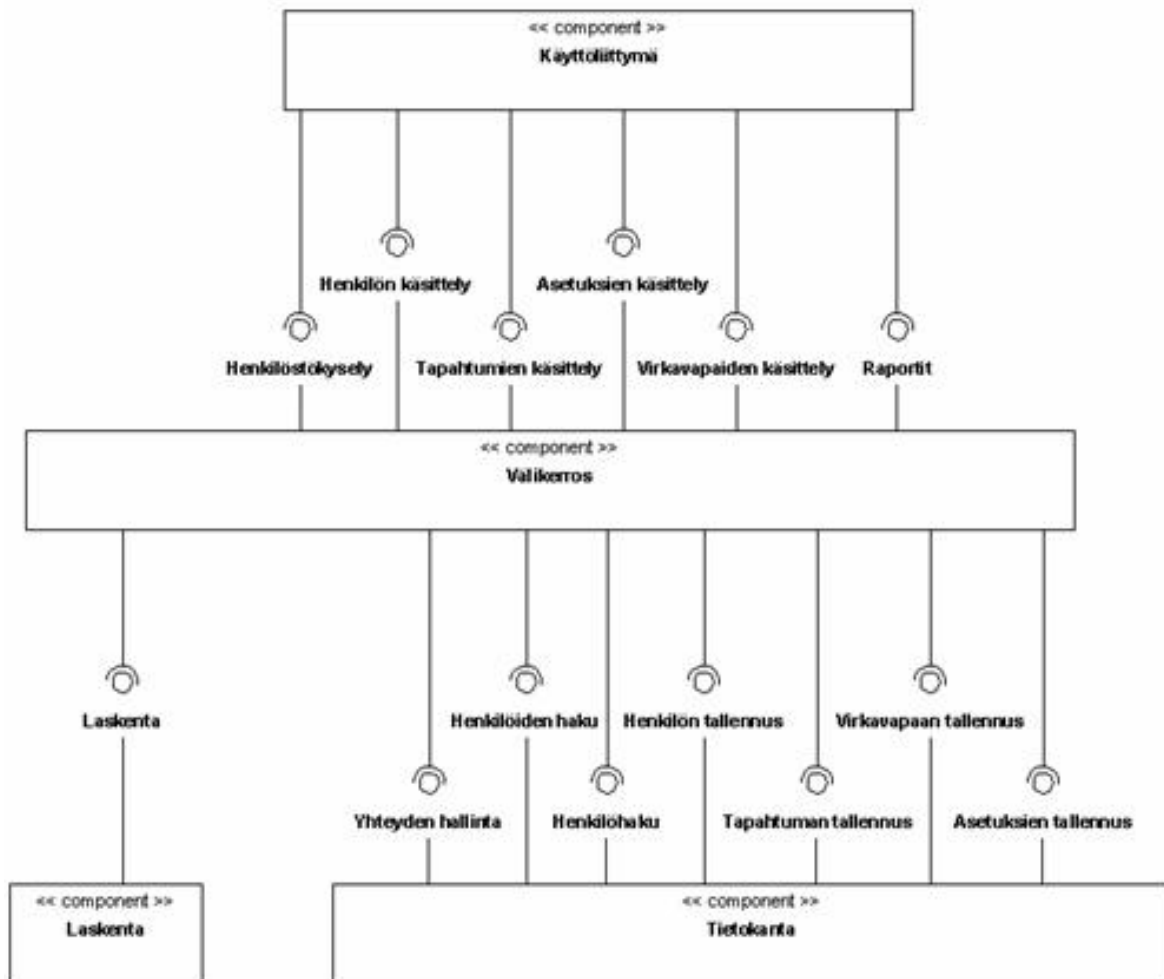 << component >>
Käyttöliittymä
Henkilön käsittely
Asetuksien käsittely
Henkilöstökysely
Tapahtumien käsittely
Virkavapaiden käsittely
Raportit
<< component >>
Välikerros
Laskenta
Henkilöiden haku
Henkilön tallennus
Virkavapaan tallennus
Yhteyden hallinta
Henkilöhaku
Tapahtuman tallennus
Asetuksien tallennus
<< component >>
Laskenta
<< component >>
Tietokanta